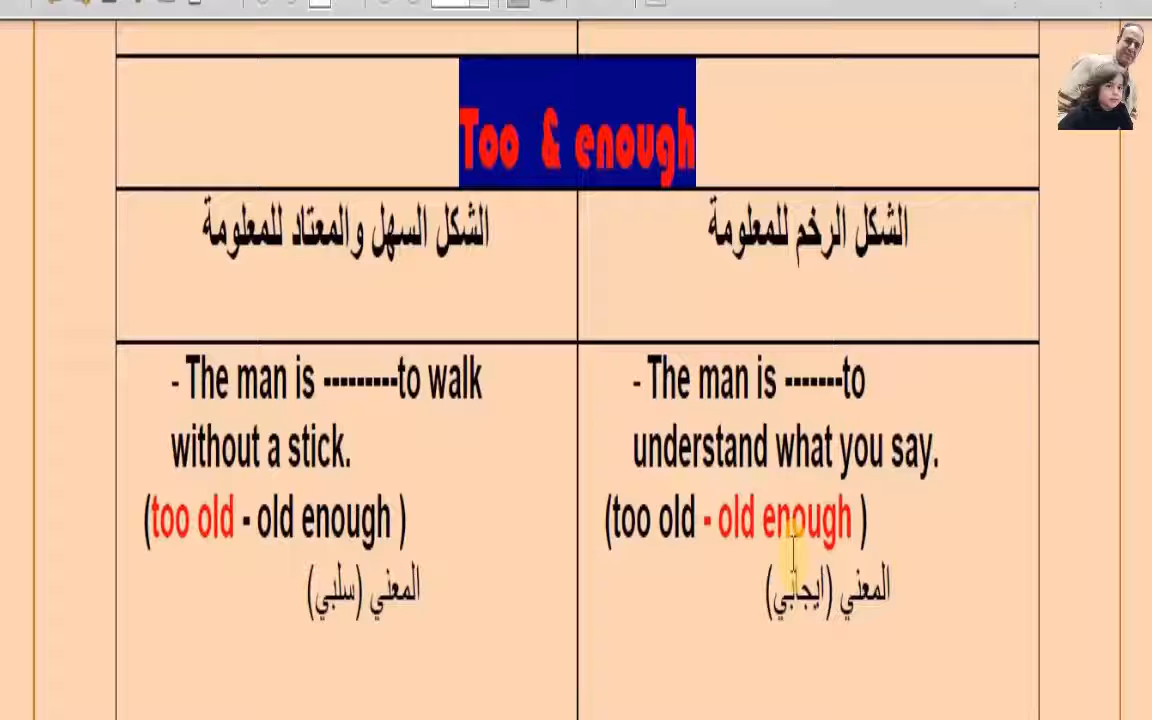 Too & enough
الشكل السهل والمعتاد للمعلومة
الشكل الرخم للمعلومة
- The man is ---------to walk
without a stick.
(too old - old enough )
المعني (سلبي)
- The man is -------to
understand what you say.
(too old - old enough )
المعني (ايجابي)